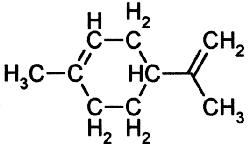 H H₂
C C
CH₂
H₃C C HC C
C C CH₃
H₂ H₂